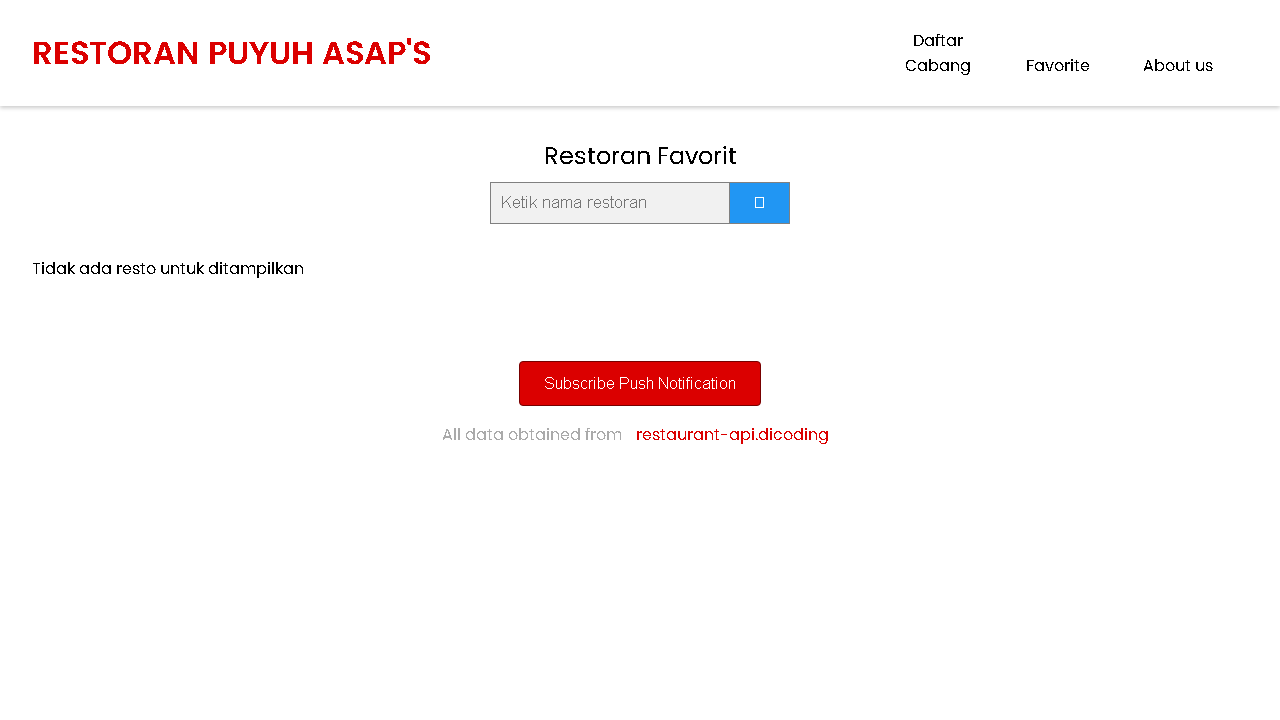 RESTORAN PUYUH ASAP'S
Daftar
Cabang
Favorite
About us
Restoran Favorit
Ketik nama restoran
Tidak ada resto untuk ditampilkan
Subscribe Push Notification
All data obtained from restaurant-api.dicoding